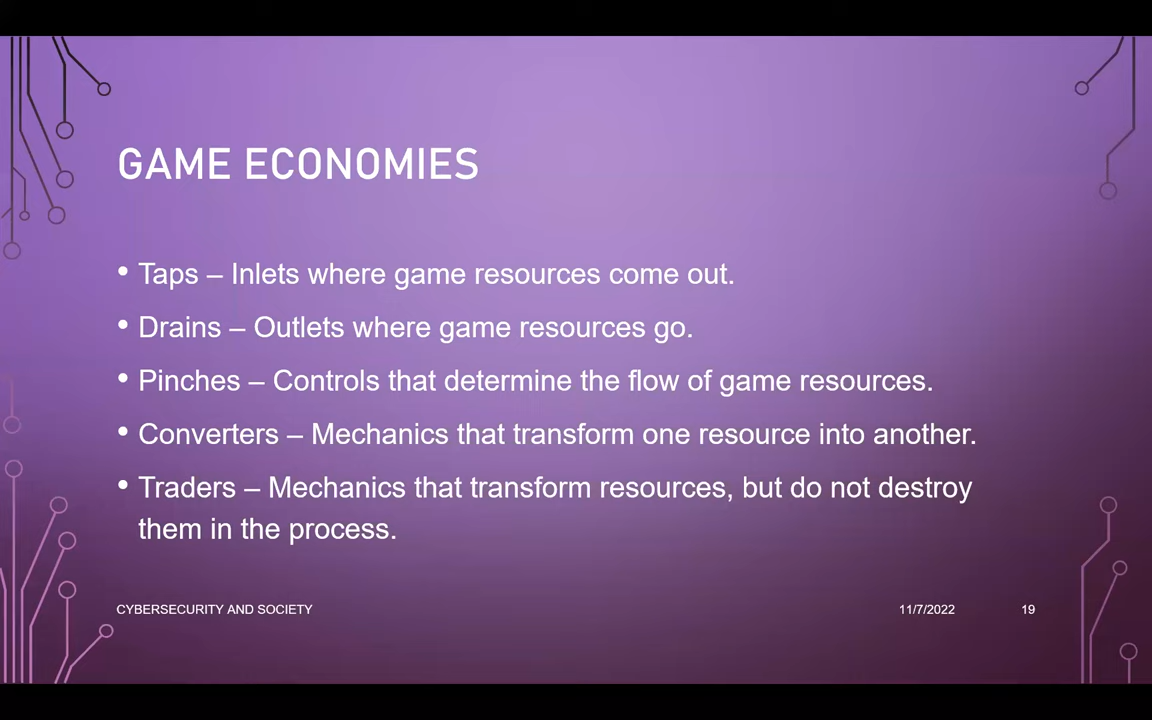 GAME ECONOMIES
• Taps – Inlets where game resources come out.
• Drains – Outlets where game resources go.
• Pinches – Controls that determine the flow of game resources.
• Converters – Mechanics that transform one resource into another.
• Traders – Mechanics that transform resources, but do not destroy
them in the process.
CYBERSECURITY AND SOCIETY 11/7/2022 19